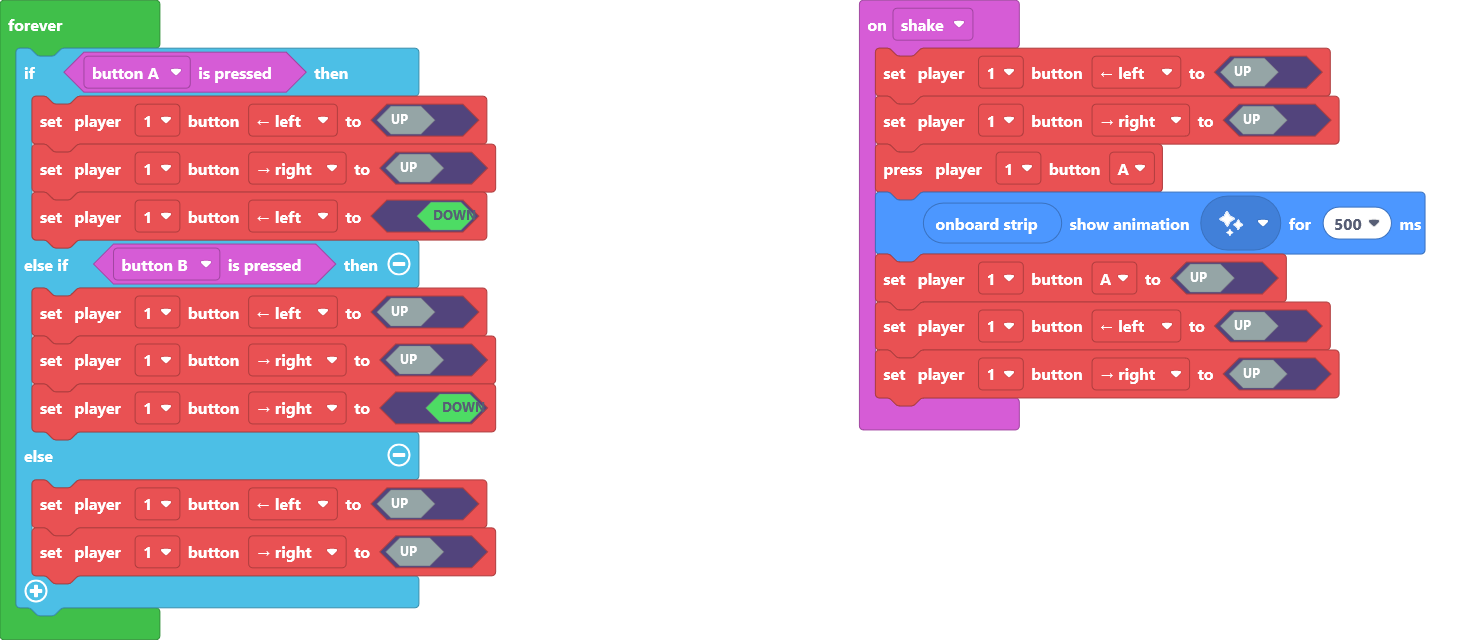 forever
if button A is pressed then
set player 1 button ← left to UP
set player 1 button → right to UP
set player 1 button ← left to DOWN
else if button B is pressed then
set player 1 button ← left to UP
set player 1 button → right to UP
set player 1 button → right to DOWN
else
set player 1 button ← left to UP
set player 1 button → right to UP
on shake
set player 1 button ← left to UP
set player 1 button → right to UP
press player 1 button A
onboard strip show animation for 500 ms
set player 1 button A to UP
set player 1 button ← left to UP
set player 1 button → right to UP